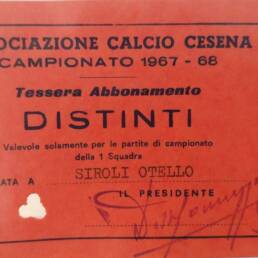 OCIAZIONE CALCIO CESENA
CAMPIONATO 1967 - 68
Tessera Abbonamento
DISTINTI
Valevole solamente per le partite di campionato
della 1 Squadra
ATA A SIROLI OTELLO
IL PRESIDENTE